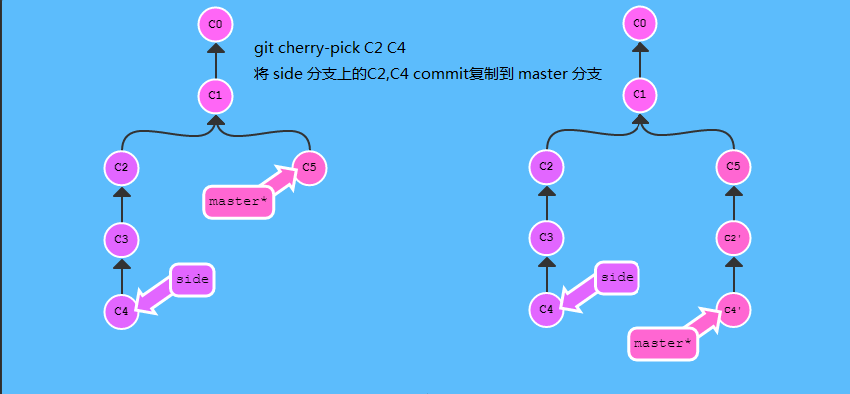 C0
git cherry-pick C2 C4
将 side 分支上的C2,C4 commit复制到 master 分支
C1
C2
C5
master*
C3
side
C4
C0
C1
C2
C5
C3
C2'
side
C4
C4'
master*